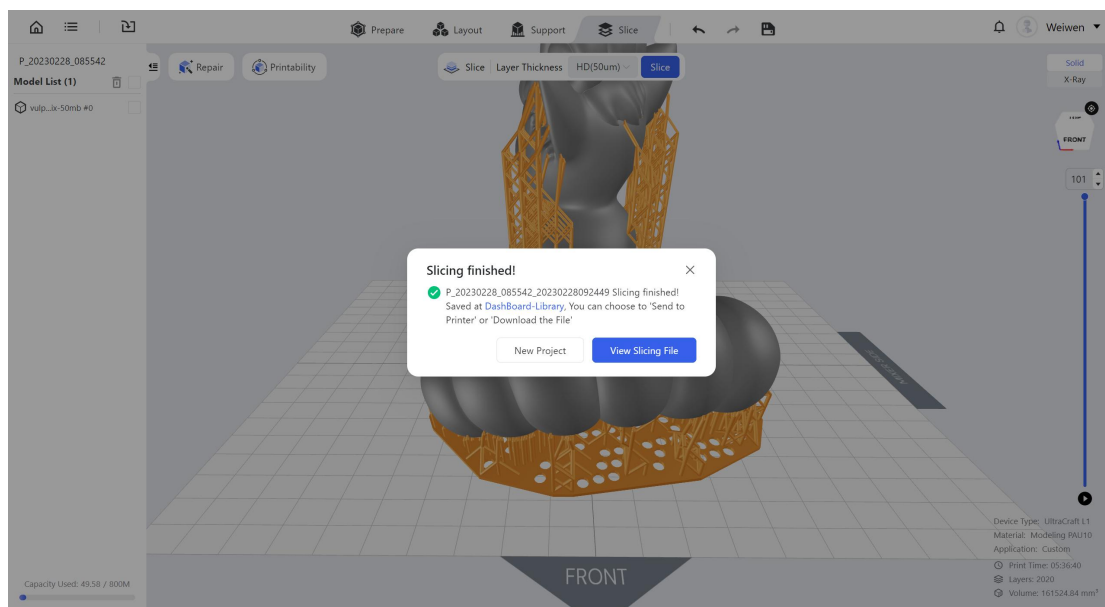 Prepare
Layout
Support
Slice
Weiwen
P_20230228_085542
Model List (1)
vulp...ix-50mb #0
Repair
Printability
Slice Layer Thickness HD(50um) Slice
Solid
X-Ray
FRONT
101
Slicing finished!
P_20230228_085542_20230228092449 Slicing finished!
Saved at DashBoard-Library, You can choose to 'Send to
Printer' or 'Download the File'
New Project
View Slicing File
FRONT
Device Type: UltraCraft L1
Material: Modeling PAU10
Application: Custom
Print Time: 05:36:40
Layers: 2020
Volume: 161524.84 mm³
Capacity Used: 49.58 / 800M